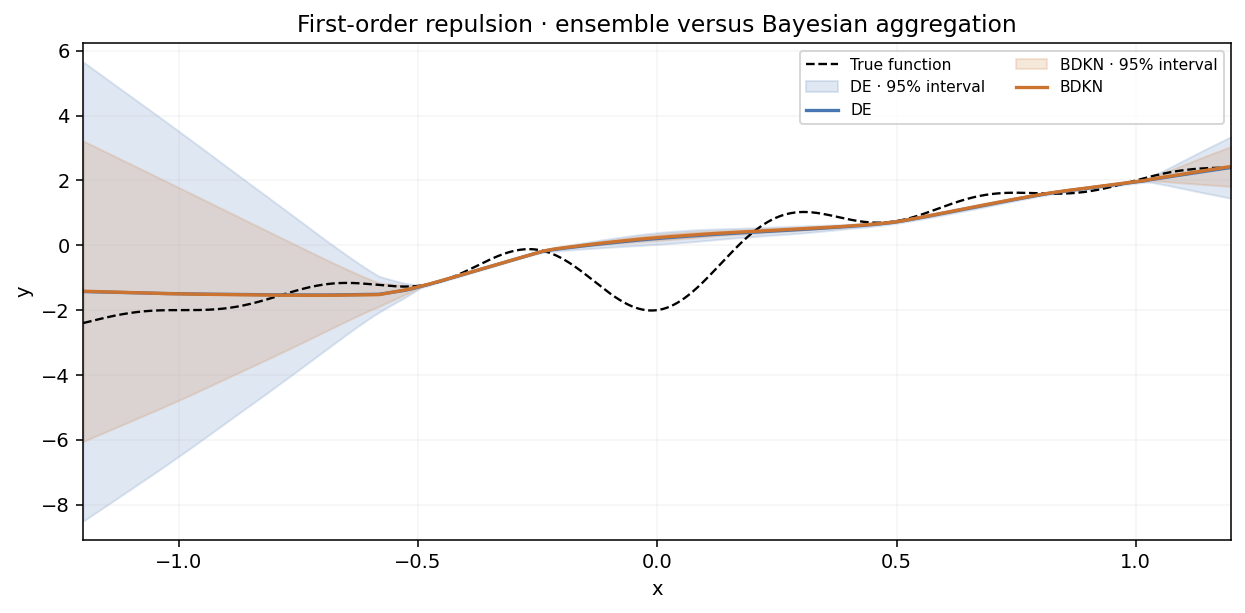 First-order repulsion · ensemble versus Bayesian aggregation
True function
DE · 95% interval
DE
BDKN · 95% interval
BDKN
6
4
2
0
−2
−4
−6
−8
y
−1.0
−0.5
0.0
0.5
1.0
x